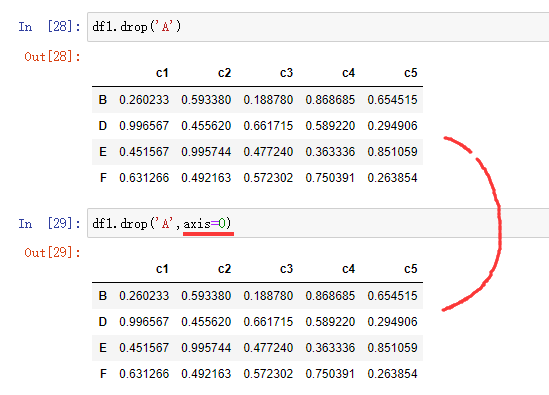 In [28]: df1.drop('A')
Out[28]:
c1 c2 c3 c4 c5
B 0.260233 0.593380 0.188780 0.868685 0.654515
D 0.996567 0.455620 0.661715 0.589220 0.294906
E 0.451567 0.995744 0.477240 0.363336 0.851059
F 0.631266 0.492163 0.572302 0.750391 0.263854
In [29]: df1.drop('A',axis=0)
Out[29]:
c1 c2 c3 c4 c5
B 0.260233 0.593380 0.188780 0.868685 0.654515
D 0.996567 0.455620 0.661715 0.589220 0.294906
E 0.451567 0.995744 0.477240 0.363336 0.851059
F 0.631266 0.492163 0.572302 0.750391 0.263854